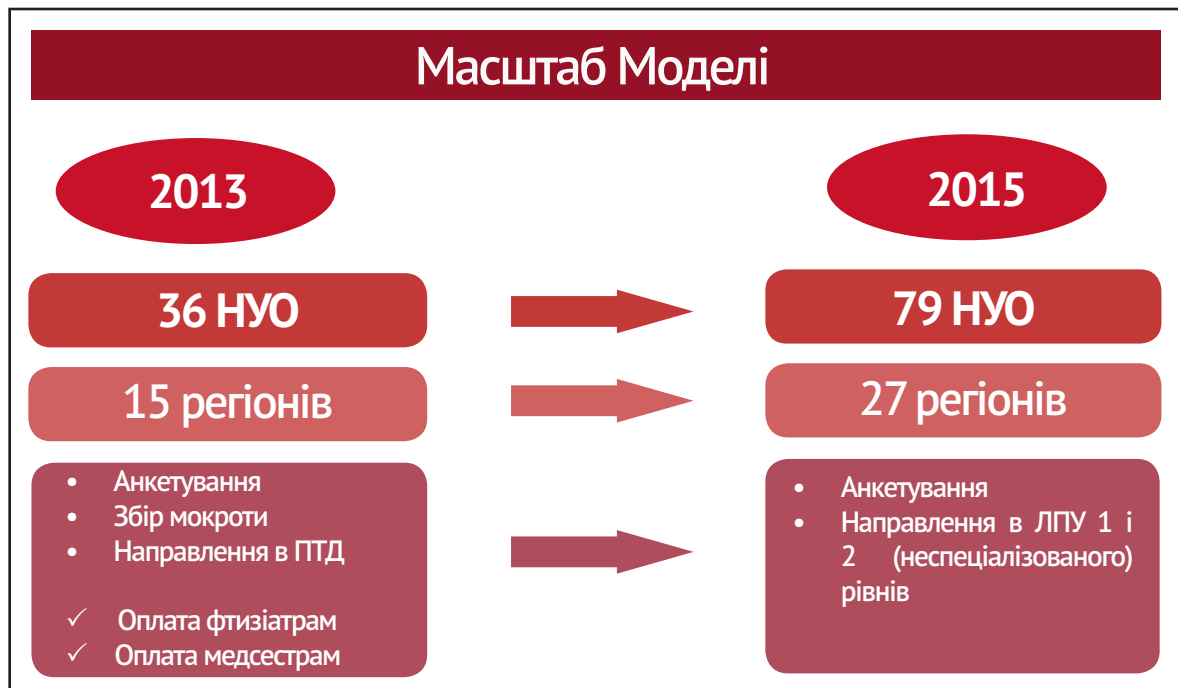 Масштаб Моделі
2013
36 НУО
15 регіонів
• Анкетування
• Збір мокроти
• Направлення в ПТД
✓ Оплата фтизіатрам
✓ Оплата медсестрам
2015
79 НУО
27 регіонів
• Анкетування
• Направлення в ЛПУ 1 і
2 (неспеціалізованого)
рівнів